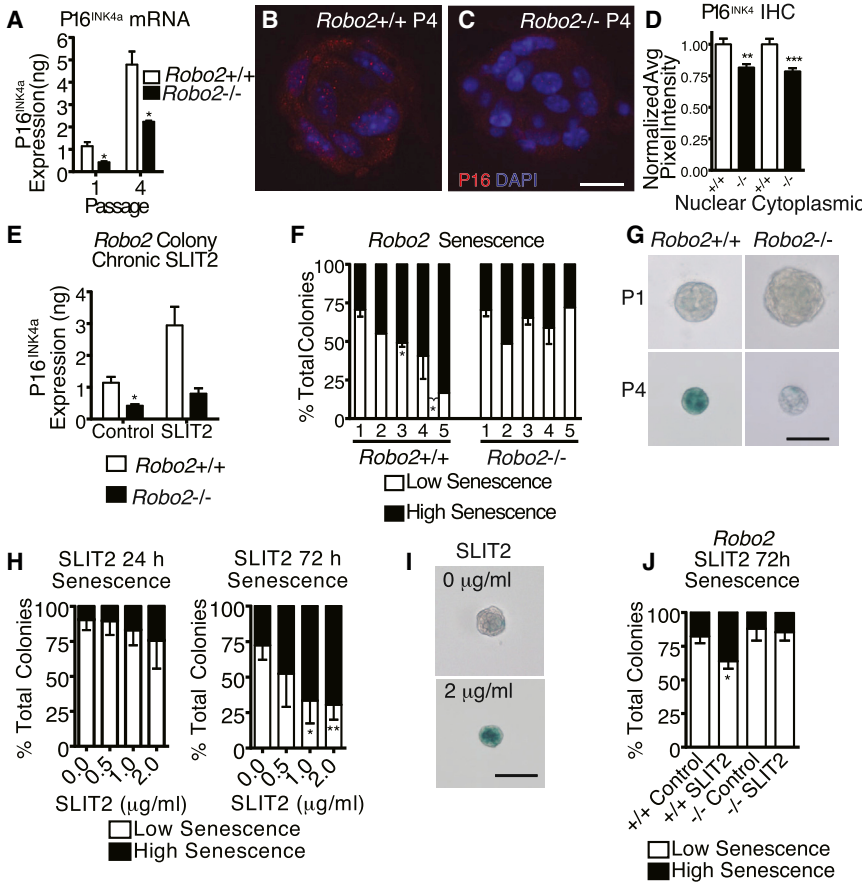 A
P16INK4a mRNA
P16INK4a
Expression(ng)
6
5
4
3
2
1
0
Robo2+/+
Robo2-/-
*
*
1 4
Passage
B
Robo2+/+ P4
C
Robo2-/- P4
P16 DAPI
D
P16INK4 IHC
Normalized Avg
Pixel Intensity
1.00
0.75
0.50
0.25
0.00
**
***
+/+ -/- +/+ -/-
Nuclear Cytoplasmic
E
Robo2 Colony
Chronic SLIT2
P16INK4a
Expression (ng)
4
3
2
1
0
*
Control SLIT2
Robo2+/+
Robo2-/-
F
Robo2 Senescence
% Total Colonies
100
75
50
25
0
*
*
1 2 3 4 5 1 2 3 4 5
Robo2+/+ Robo2-/-
Low Senescence
High Senescence
G
Robo2+/+ Robo2-/-
P1
P4
H
SLIT2 24 h
Senescence
% Total Colonies
100
75
50
25
0
0.0 0.5 1.0 2.0
SLIT2 (µg/ml)
SLIT2 72 h
Senescence
% Total Colonies
100
75
50
25
0
*
**
0.0 0.5 1.0 2.0
SLIT2 (µg/ml)
Low Senescence
High Senescence
I
SLIT2
0 µg/ml
2 µg/ml
J
Robo2
SLIT2 72h
Senescence
% Total Colonies
100
75
50
25
0
*
+/+ Control
+/+ SLIT2
-/- Control
-/- SLIT2
Low Senescence
High Senescence